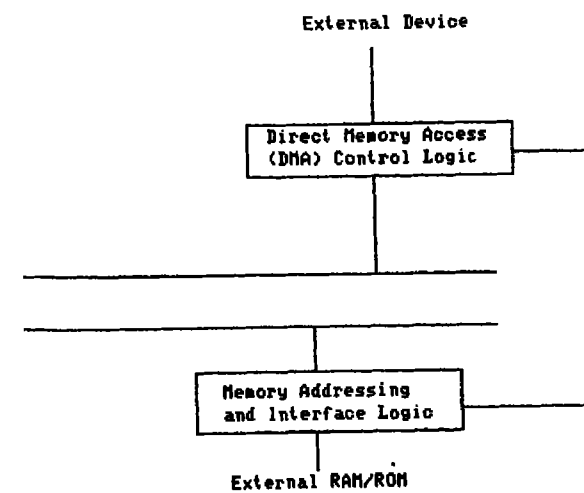 External Device
Direct Memory Access
(DMA) Control Logic
Memory Addressing
and Interface Logic
External RAM/ROM